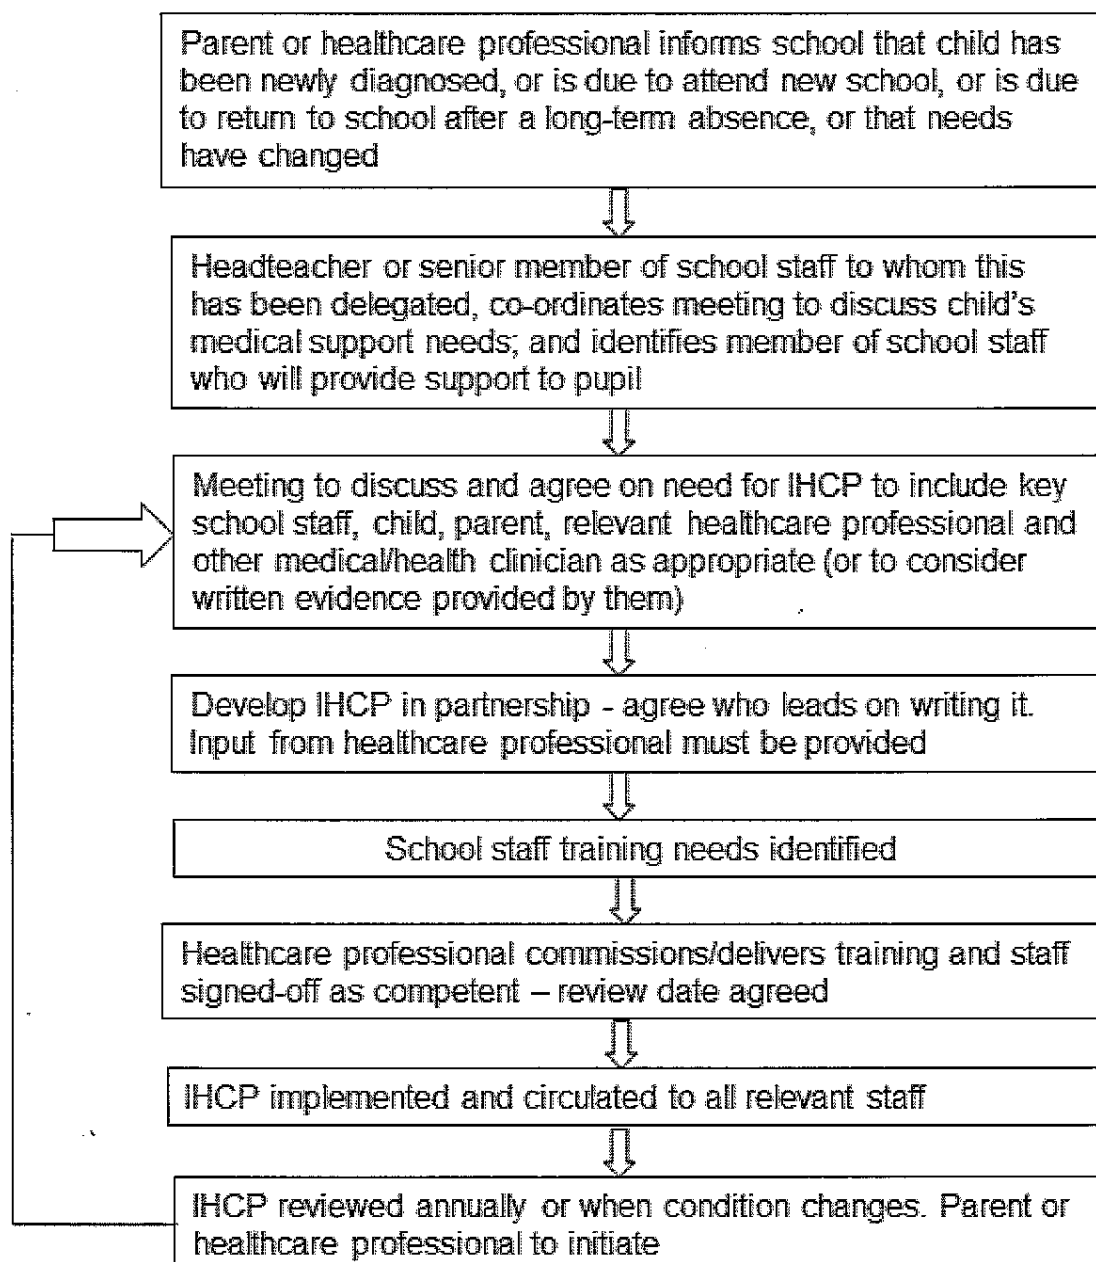 Parent or healthcare professional informs school that child has
been newly diagnosed, or is due to attend new school, or is due
to return to school after a long-term absence, or that needs
have changed
Headteacher or senior member of school staff to whom this
has been delegated, co-ordinates meeting to discuss child's
medical support needs; and identifies member of school staff
who will provide support to pupil
Meeting to discuss and agree on need for IHCP to include key
school staff, child, parent, relevant healthcare professional and
other medical/health clinician as appropriate (or to consider
written evidence provided by them)
Develop IHCP in partnership - agree who leads on writing it.
Input from healthcare professional must be provided
School staff training needs identified
Healthcare professional commissions/delivers training and staff
signed-off as competent – review date agreed
IHCP implemented and circulated to all relevant staff
IHCP reviewed annually or when condition changes. Parent or
healthcare professional to initiate